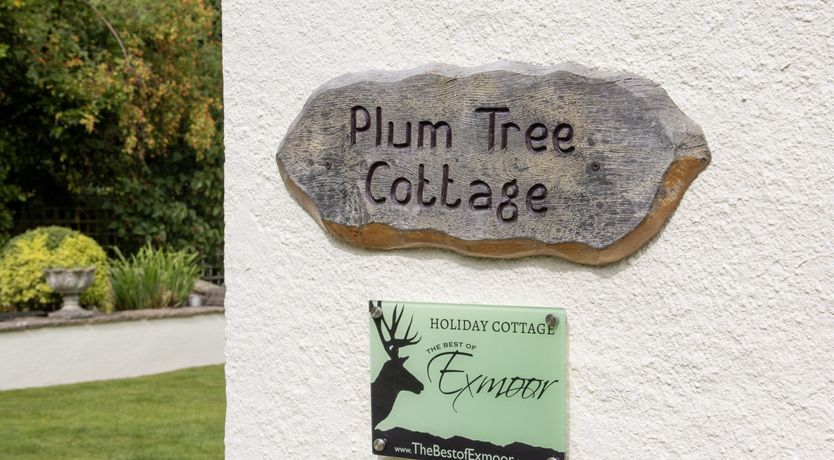 Plum Tree
Cottage
HOLIDAY COTTAGE
THE BEST OF
Exmoor
www.TheBestofExmoor